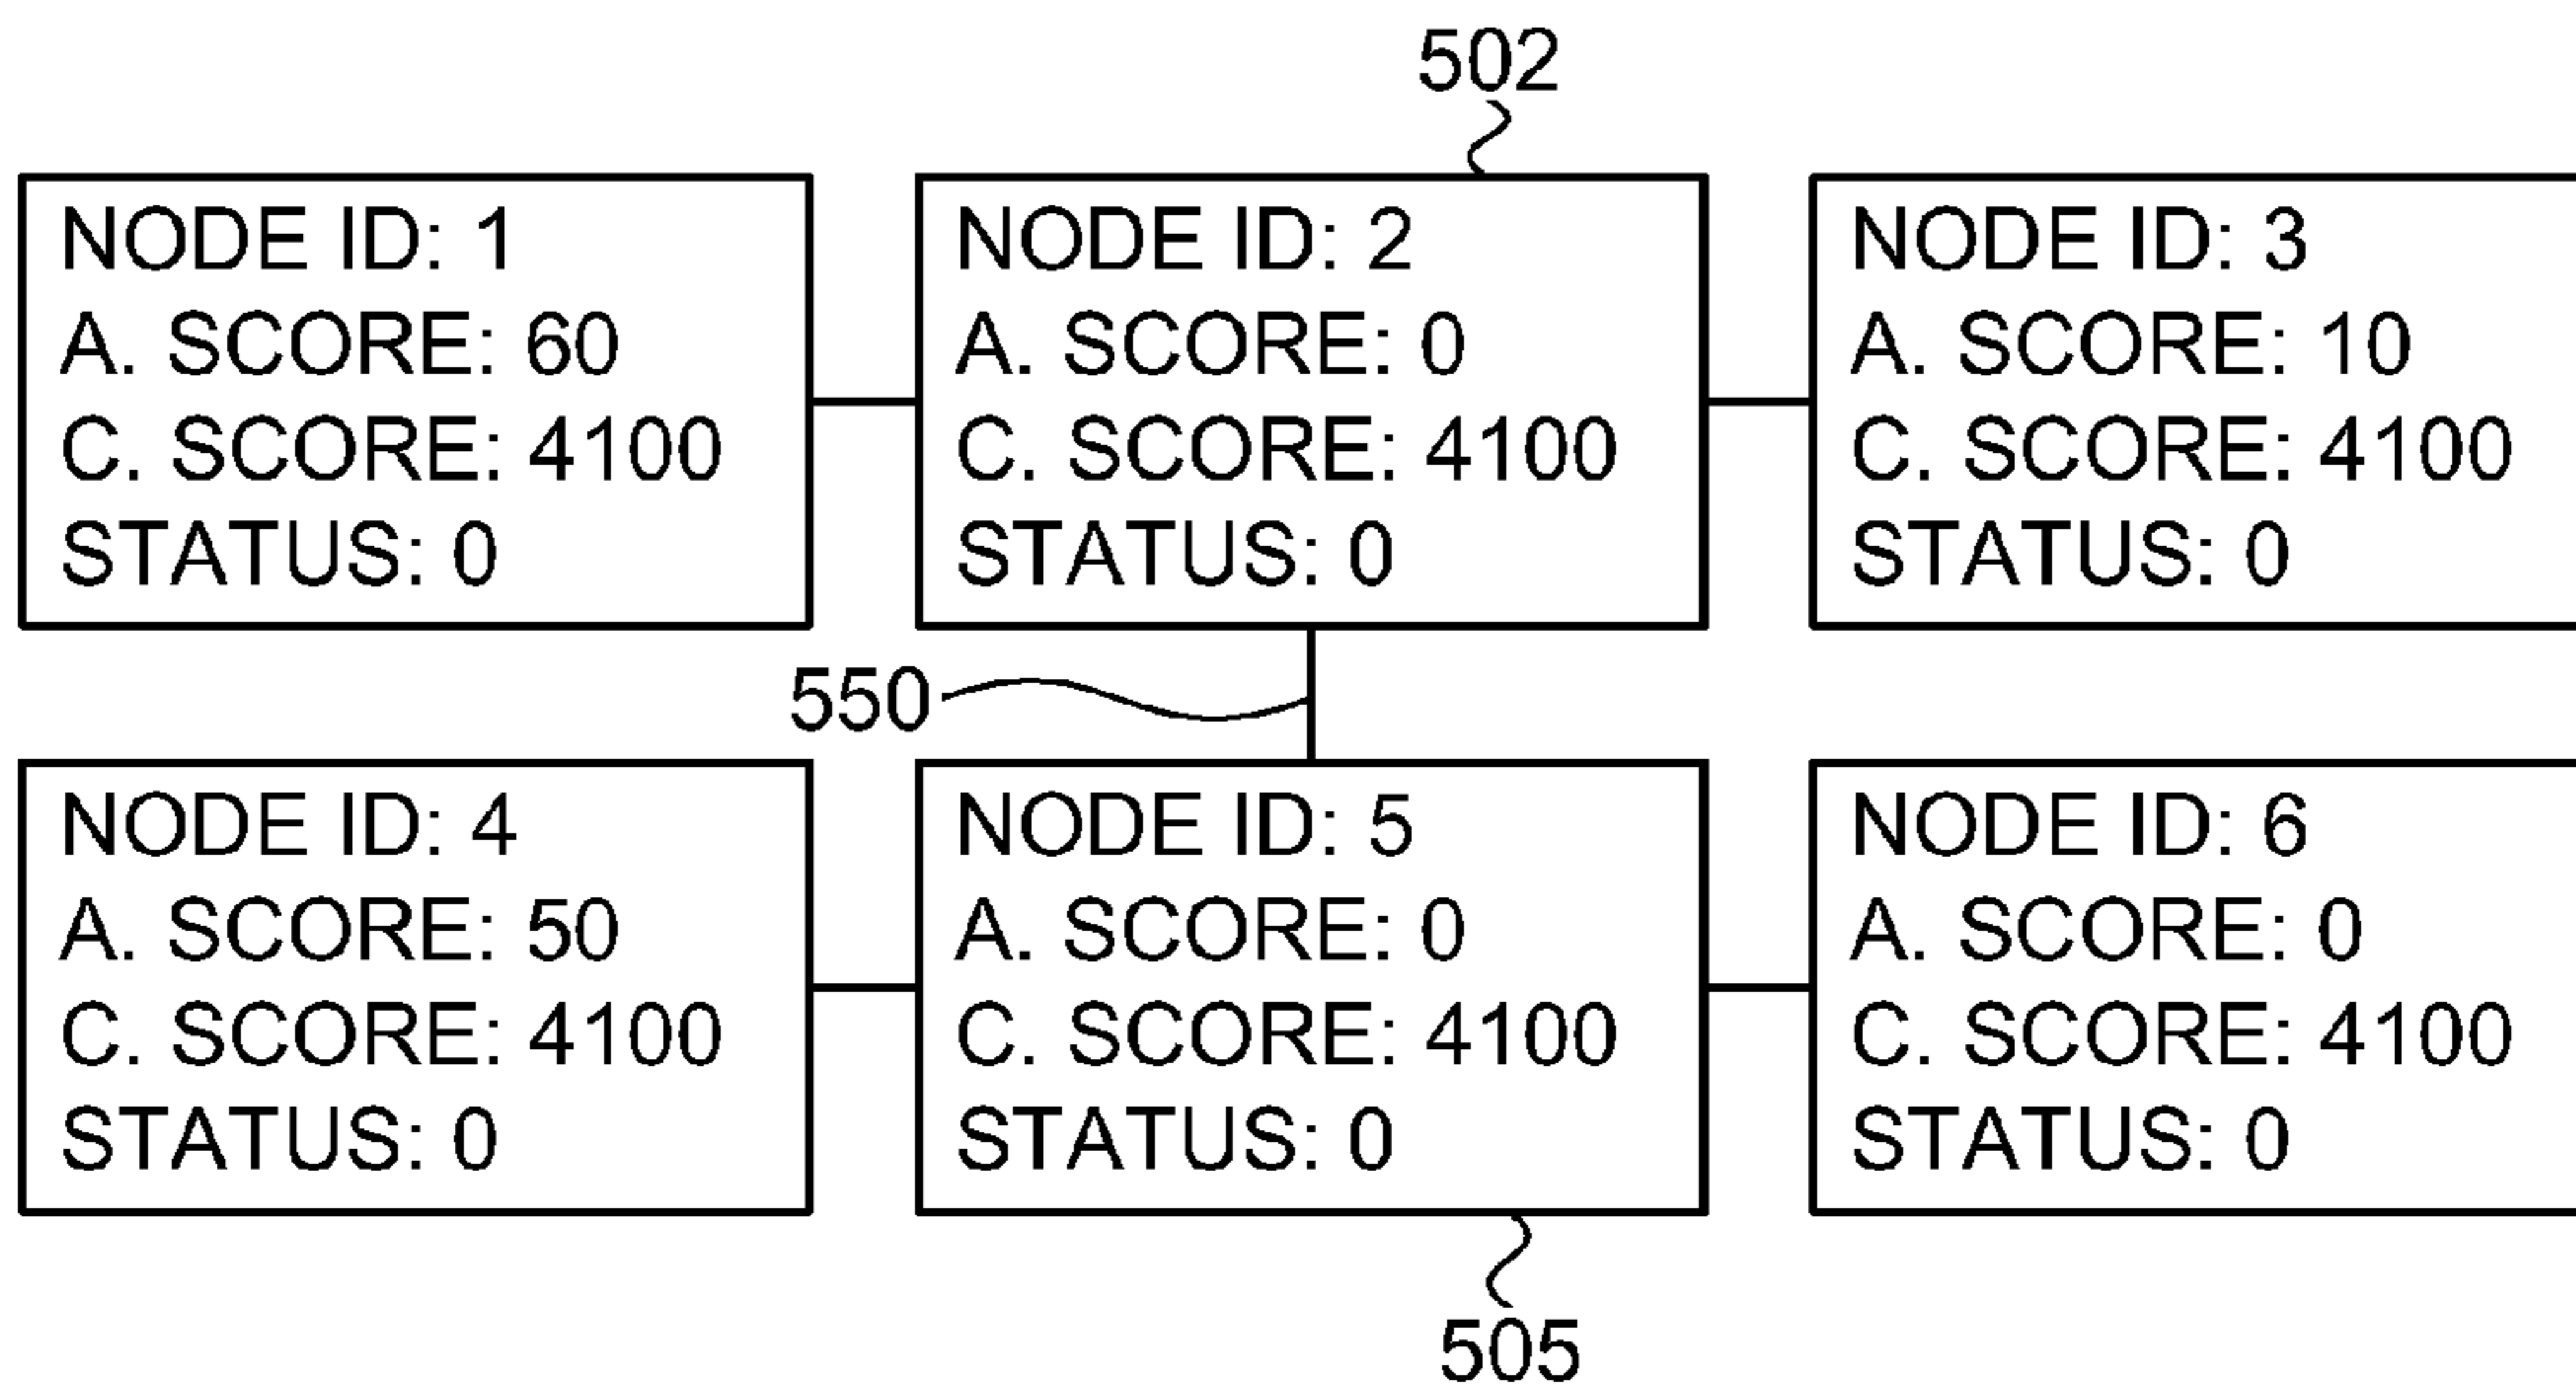 502
NODE ID: 1
A. SCORE: 60
C. SCORE: 4100
STATUS: 0
NODE ID: 2
A. SCORE: 0
C. SCORE: 4100
STATUS: 0
NODE ID: 3
A. SCORE: 10
C. SCORE: 4100
STATUS: 0
550
NODE ID: 4
A. SCORE: 50
C. SCORE: 4100
STATUS: 0
NODE ID: 5
A. SCORE: 0
C. SCORE: 4100
STATUS: 0
NODE ID: 6
A. SCORE: 0
C. SCORE: 4100
STATUS: 0
505